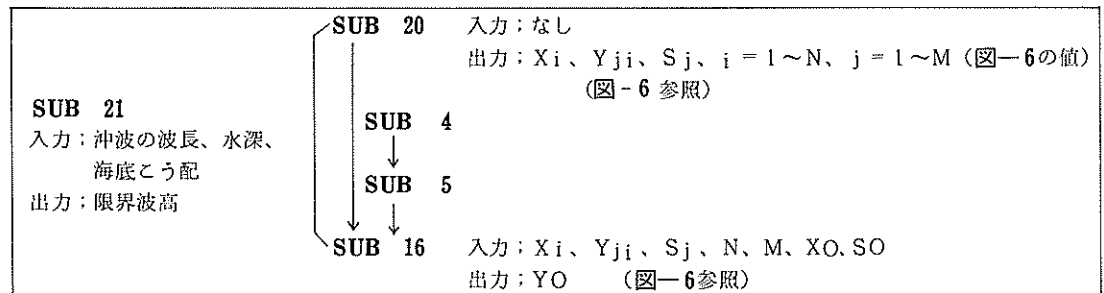 SUB 20 入力；なし
出力；Xi、Yji、Sj、i = 1～N、j = 1～M（図—6の値）
（図-6 参照）
SUB 21
入力；沖波の波長、水深、
海底こう配
出力；限界波高
SUB 4
SUB 5
SUB 16 入力；Xi、Yji、Sj、N、M、XO、SO
出力；YO （図—6参照）